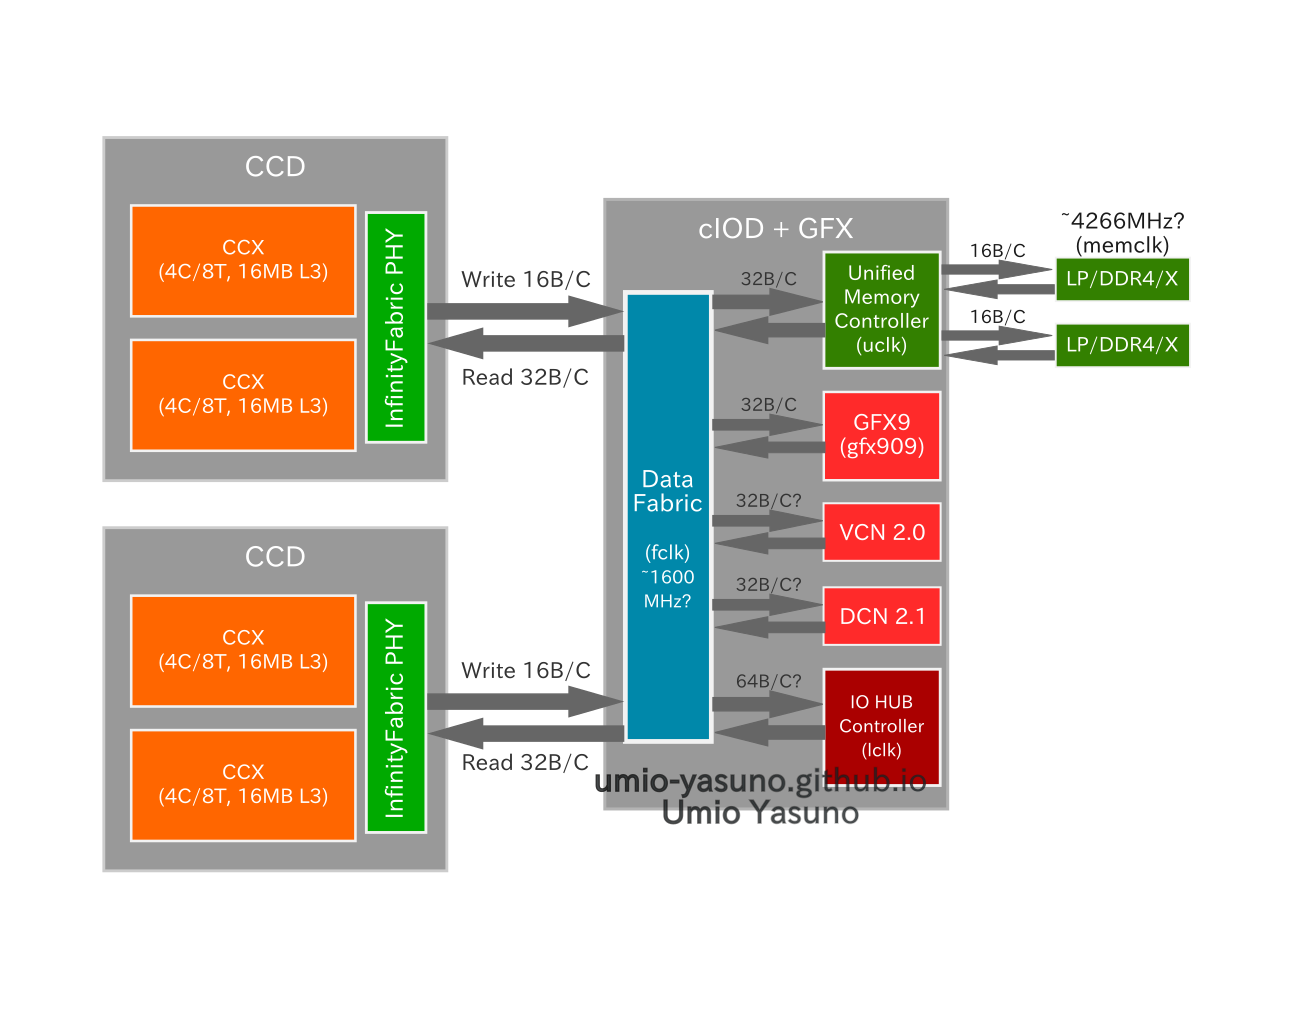 CCD
CCX
(4C/8T, 16MB L3)
CCX
(4C/8T, 16MB L3)
InfinityFabric PHY
Write 16B/C
Read 32B/C
CCD
CCX
(4C/8T, 16MB L3)
CCX
(4C/8T, 16MB L3)
InfinityFabric PHY
Write 16B/C
Read 32B/C
cIOD + GFX
Data
Fabric
(fclk)
~1600
MHz?
32B/C
Unified
Memory
Controller
(uclk)
32B/C
GFX9
(gfx909)
32B/C?
VCN 2.0
32B/C?
DCN 2.1
64B/C?
IO HUB
Controller
(lclk)
~4266MHz?
(memclk)
16B/C
LP/DDR4/X
16B/C
LP/DDR4/X
umio-yasuno.github.io
Umio Yasuno